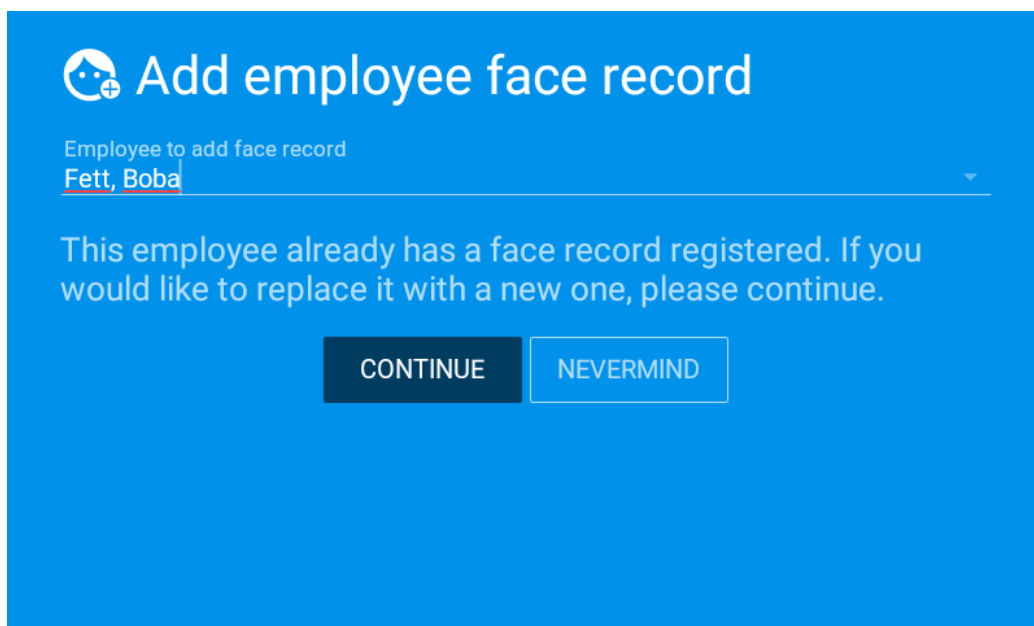 Add employee face record
Employee to add face record
Fett, Boba
This employee already has a face record registered. If you
would like to replace it with a new one, please continue.
CONTINUE
NEVERMIND